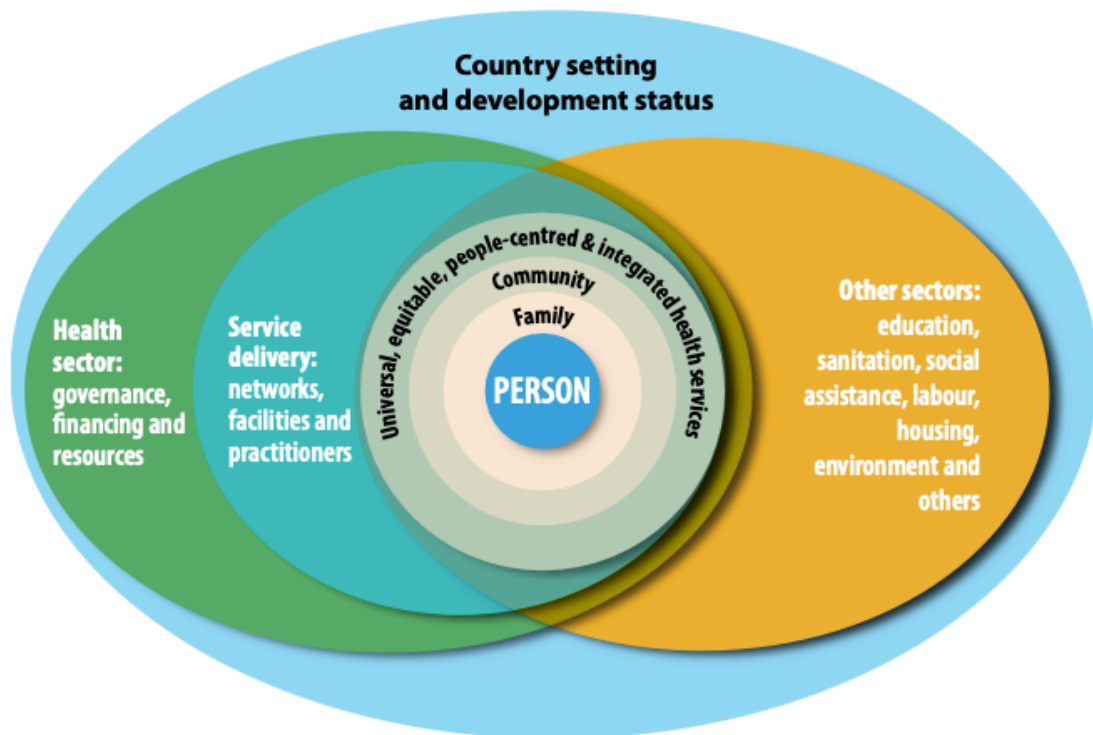 Country setting
and development status
Universal, equitable, people-centred & integrated health services
Community
Family
PERSON
Health
sector:
governance,
financing and
resources
Service
delivery:
networks,
facilities and
practitioners
Other sectors:
education,
sanitation, social
assistance, labour,
housing,
environment and
others